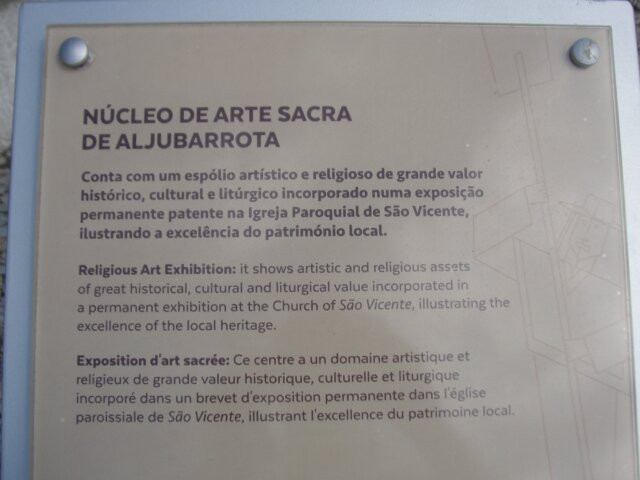 NÚCLEO DE ARTE SACRA
DE ALJUBARROTA
Conta com um espólio artístico e religioso de grande valor
histórico, cultural e litúrgico incorporado numa exposição
permanente patente na Igreja Paroquial de São Vicente,
ilustrando a excelência do património local.
Religious Art Exhibition: it shows artistic and religious assets
of great historical, cultural and liturgical value incorporated in
a permanent exhibition at the Church of São Vicente, illustrating the
excellence of the local heritage.
Exposition d'art sacrée: Ce centre a un domaine artistique et
religieux de grande valeur historique, culturelle et liturgique
incorporé dans un brevet d'exposition permanente dans l'église
paroissiale de São Vicente, illustrant l'excellence du patrimoine local.